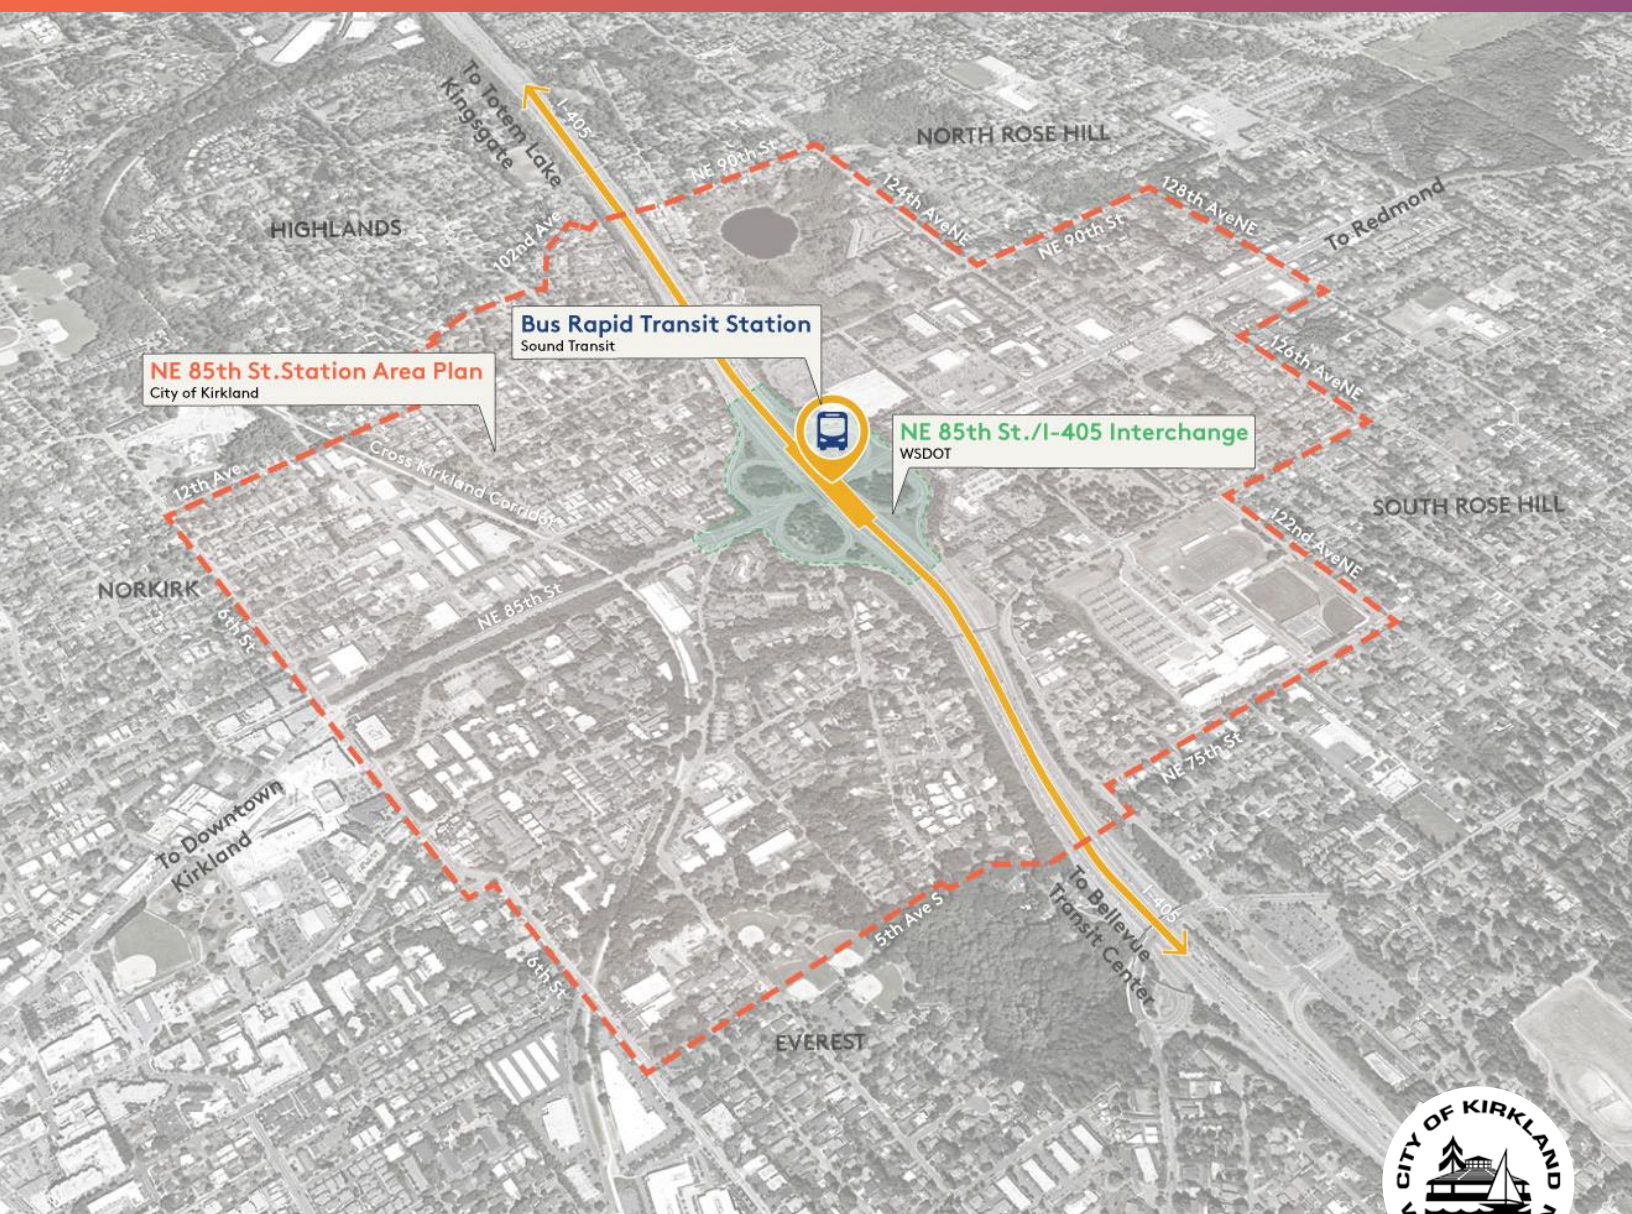 To Totem Lake
Kingsgate
I-405
NE 90th St
NORTH ROSE HILL
124th AveNE
128th AveNE
NE 90th St
To Redmond
HIGHLANDS
102nd Ave
Bus Rapid Transit Station
Sound Transit
126th AveNE
NE 85th St.Station Area Plan
City of Kirkland
NE 85th St./I-405 Interchange
WSDOT
12th Ave
Cross Kirkland Corridor
SOUTH ROSE HILL
122nd AveNE
NORKIRK
6th St
NE 85th St
NE 75th St
To Downtown
Kirkland
To Bellevue
Transit Center
I-405
5th Ave S
6th St
EVEREST
CITY OF KIRKLAND